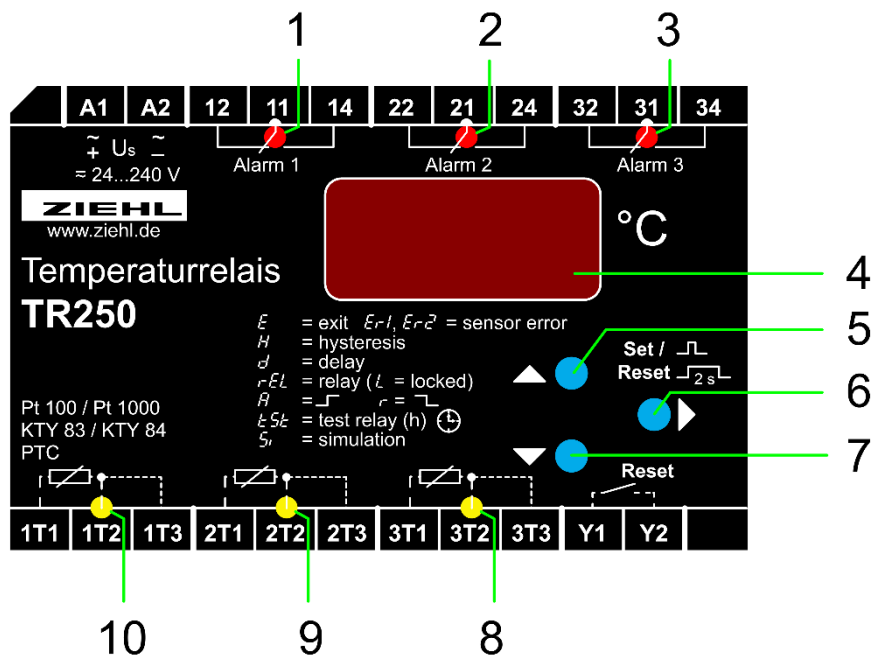 1 2 3
A1 A2 12 11 14 22 21 24 32 31 34
~ + Us ~ −
≈ 24...240 V
Alarm 1 Alarm 2 Alarm 3
ZIEHL
www.ziehl.de
°C
Temperaturrelais
TR250
4
E = exit Er1, Er2 = sensor error
H = hysteresis
d = delay
rEL = relay (L = locked)
A = r =
tSt = test relay (h)
Si = simulation
Set /
Reset 2 s
5
6
7
Pt 100 / Pt 1000
KTY 83 / KTY 84
PTC
Reset
1T1 1T2 1T3 2T1 2T2 2T3 3T1 3T2 3T3 Y1 Y2
10 9 8